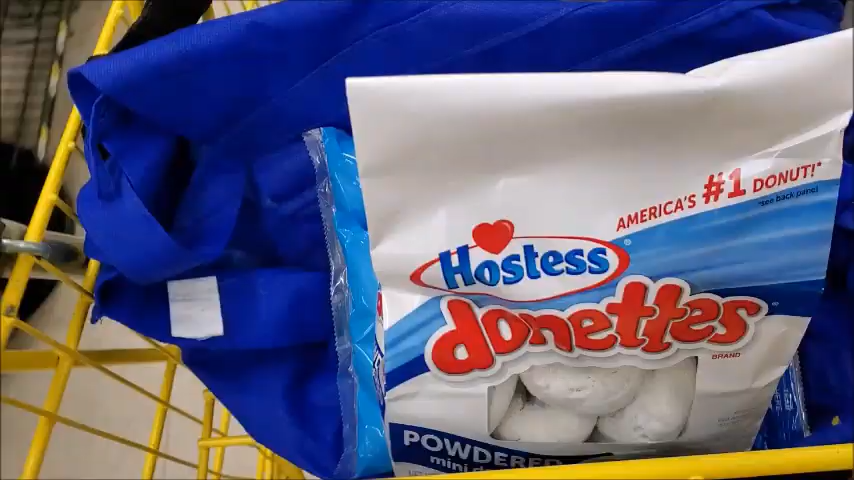 AMERICA'S #1 DONUT!*
*see back panel
Hostess
donettes
BRAND
POWDERED
mini